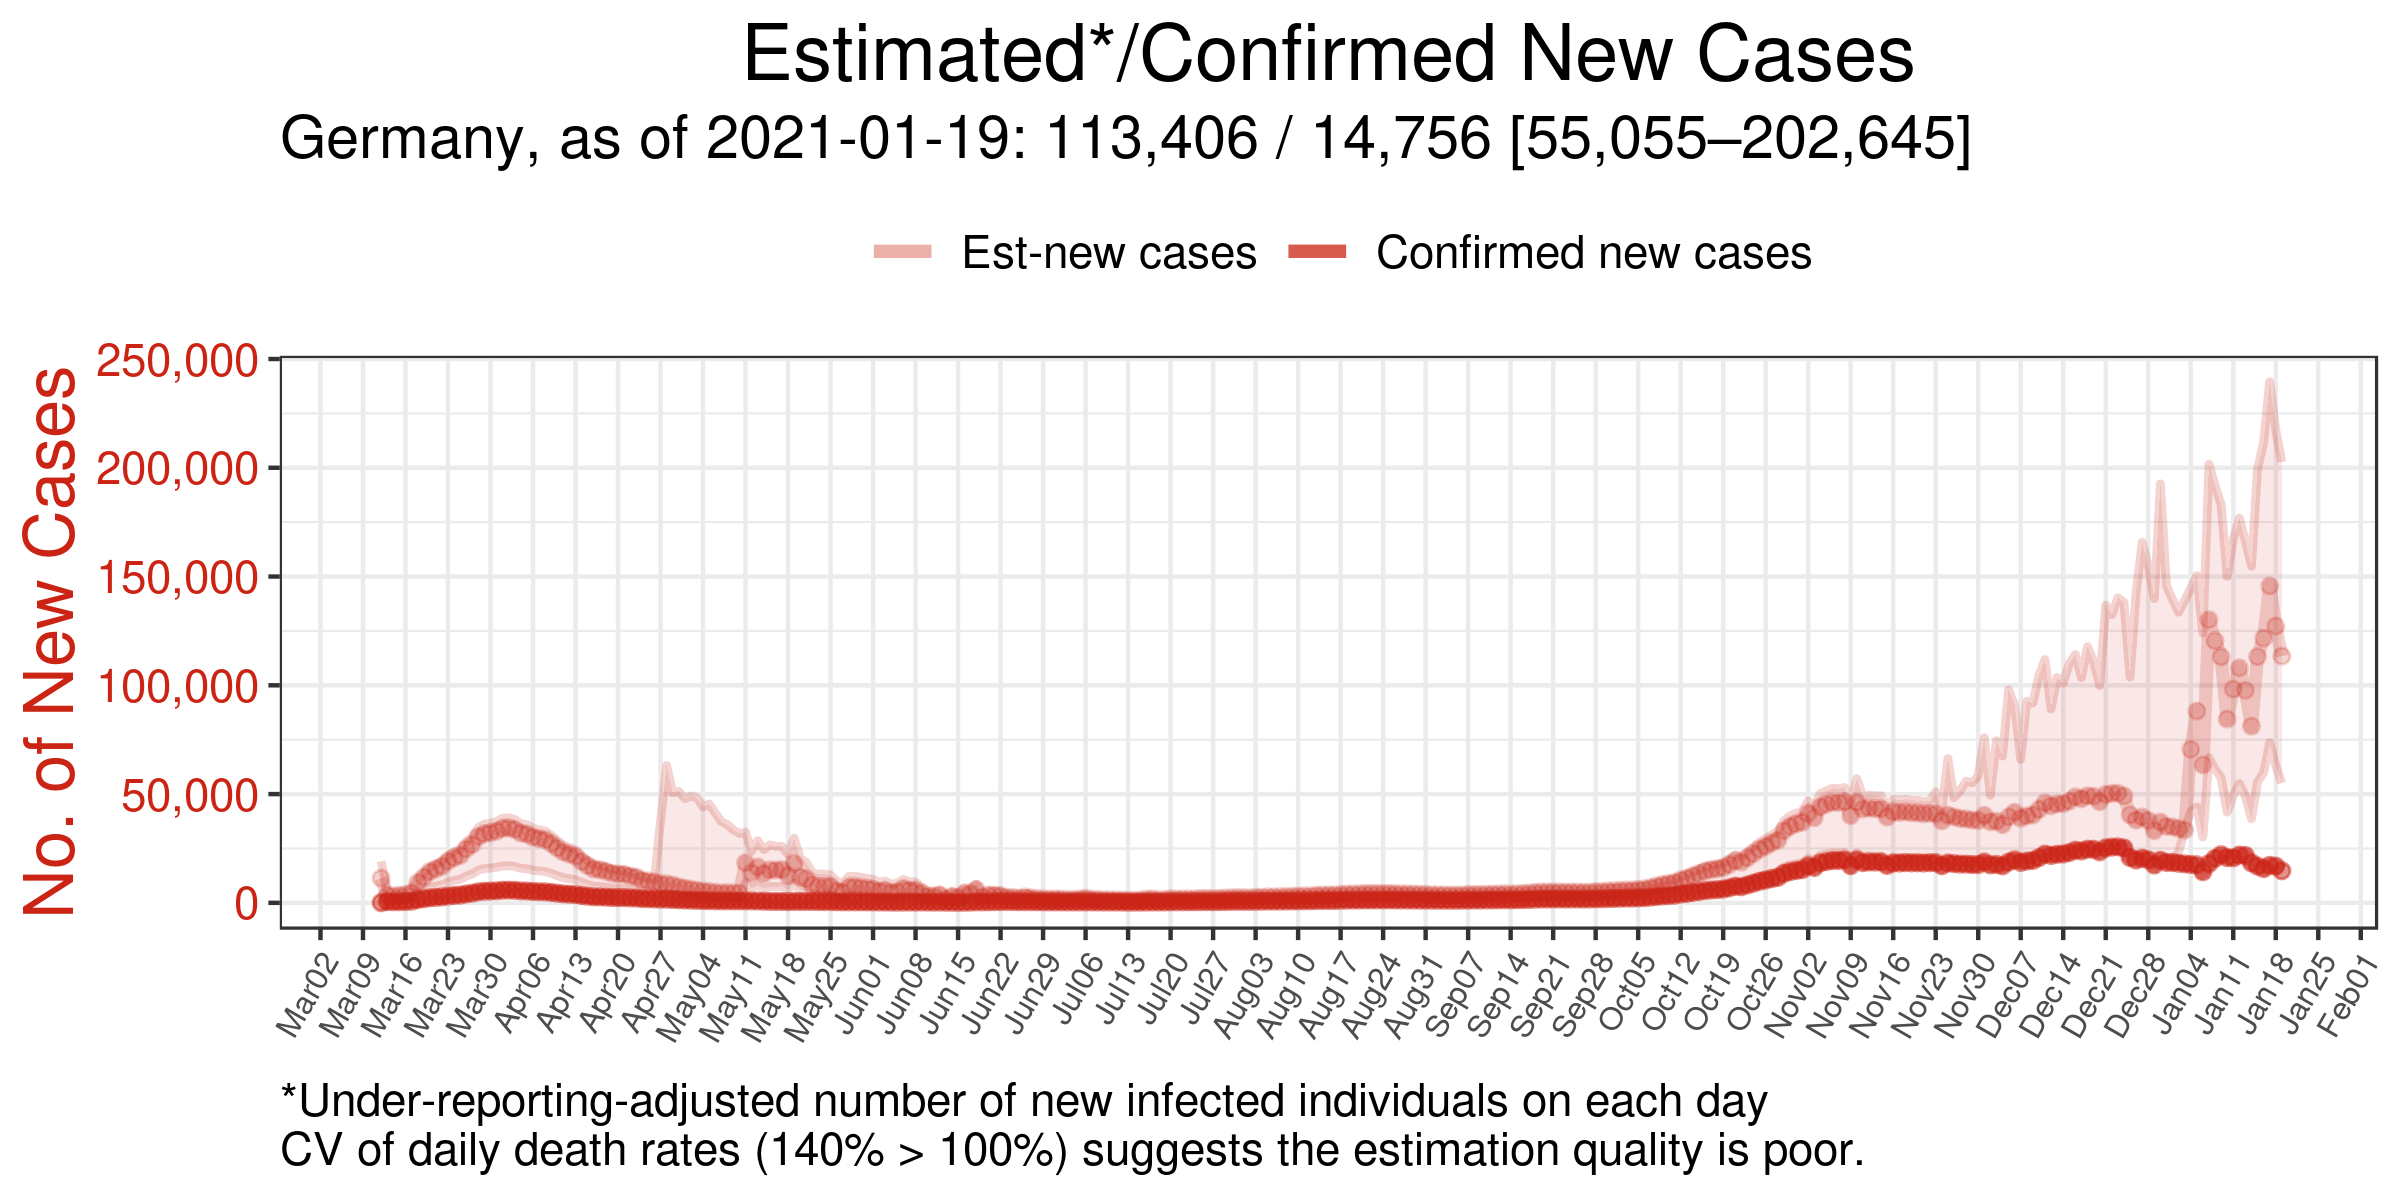 Estimated*/Confirmed New Cases
Germany, as of 2021-01-19: 113,406 / 14,756 [55,055–202,645]
Est-new cases
Confirmed new cases
No. of New Cases
250,000
200,000
150,000
100,000
50,000
0
Mar02
Mar09
Mar16
Mar23
Mar30
Apr06
Apr13
Apr20
Apr27
May04
May11
May18
May25
Jun01
Jun08
Jun15
Jun22
Jun29
Jul06
Jul13
Jul20
Jul27
Aug03
Aug10
Aug17
Aug24
Aug31
Sep07
Sep14
Sep21
Sep28
Oct05
Oct12
Oct19
Oct26
Nov02
Nov09
Nov16
Nov23
Nov30
Dec07
Dec14
Dec21
Dec28
Jan04
Jan11
Jan18
Jan25
Feb01
*Under-reporting-adjusted number of new infected individuals on each day
CV of daily death rates (140% > 100%) suggests the estimation quality is poor.